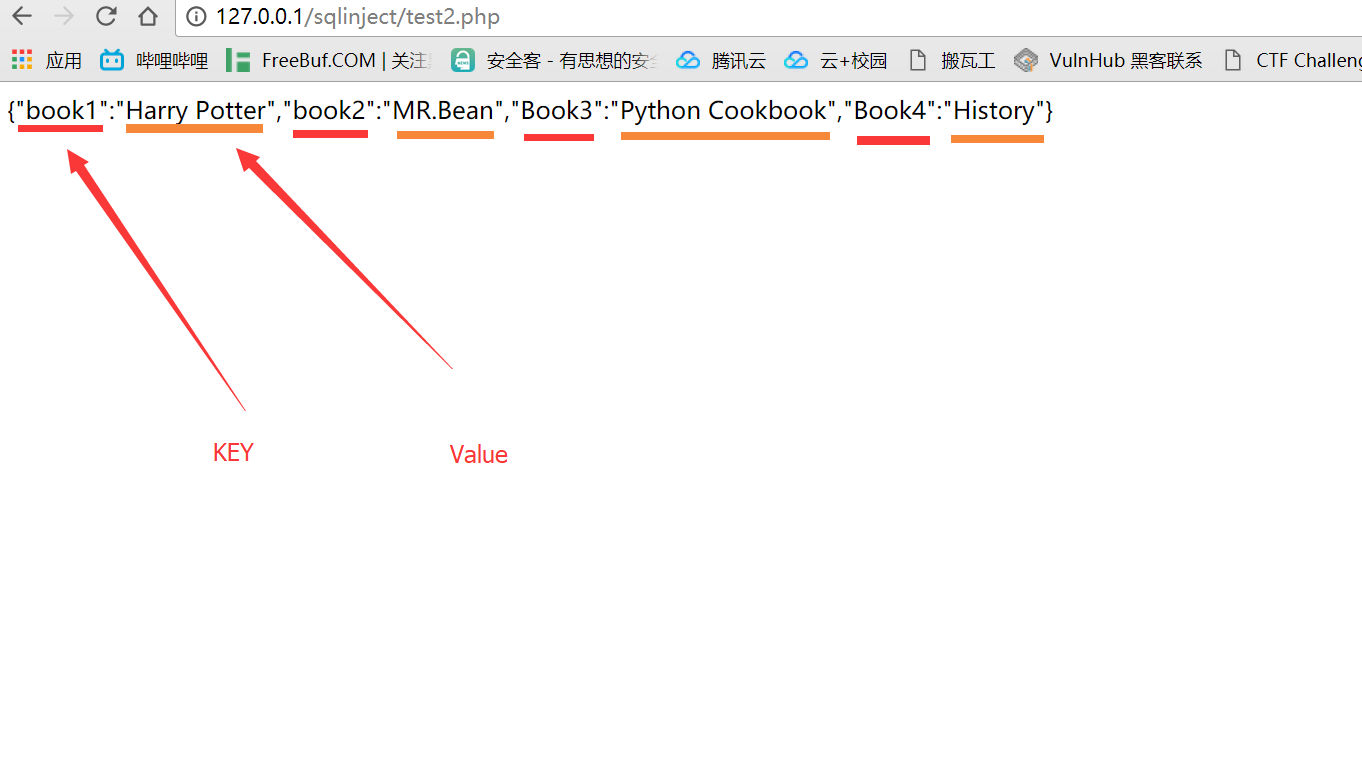 127.0.0.1/sqlinject/test2.php
应用 哔哩哔哩 FreeBuf.COM | 关注 安全客 - 有思想的安 腾讯云 云+校园 搬瓦工 VulnHub 黑客联系 CTF Challeng
{"book1":"Harry Potter","book2":"MR.Bean","Book3":"Python Cookbook","Book4":"History"}
KEY Value